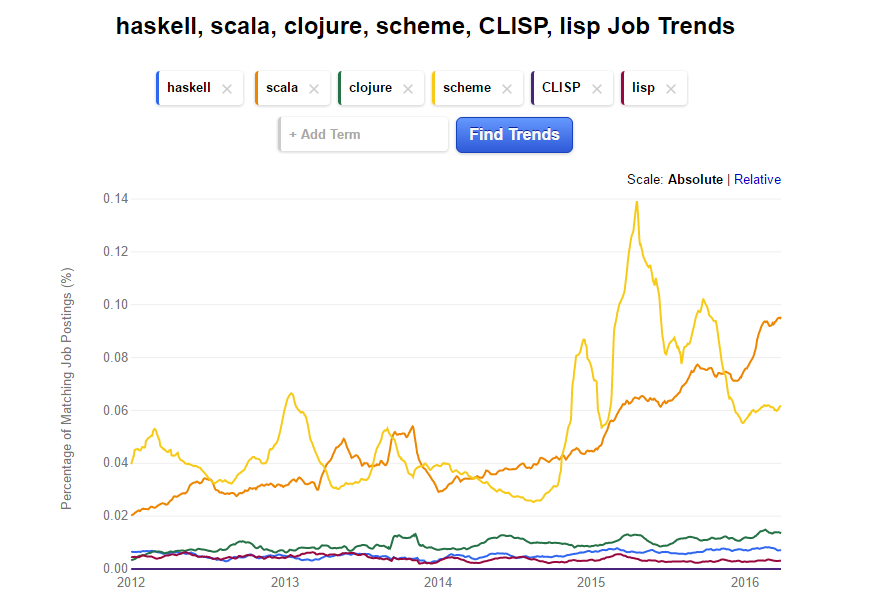 haskell, scala, clojure, scheme, CLISP, lisp Job Trends
haskell × scala × clojure × scheme × CLISP × lisp ×
+ Add Term Find Trends
Scale: Absolute | Relative
Percentage of Matching Job Postings (%)
0.14
0.12
0.10
0.08
0.06
0.04
0.02
0.00
2012 2013 2014 2015 2016